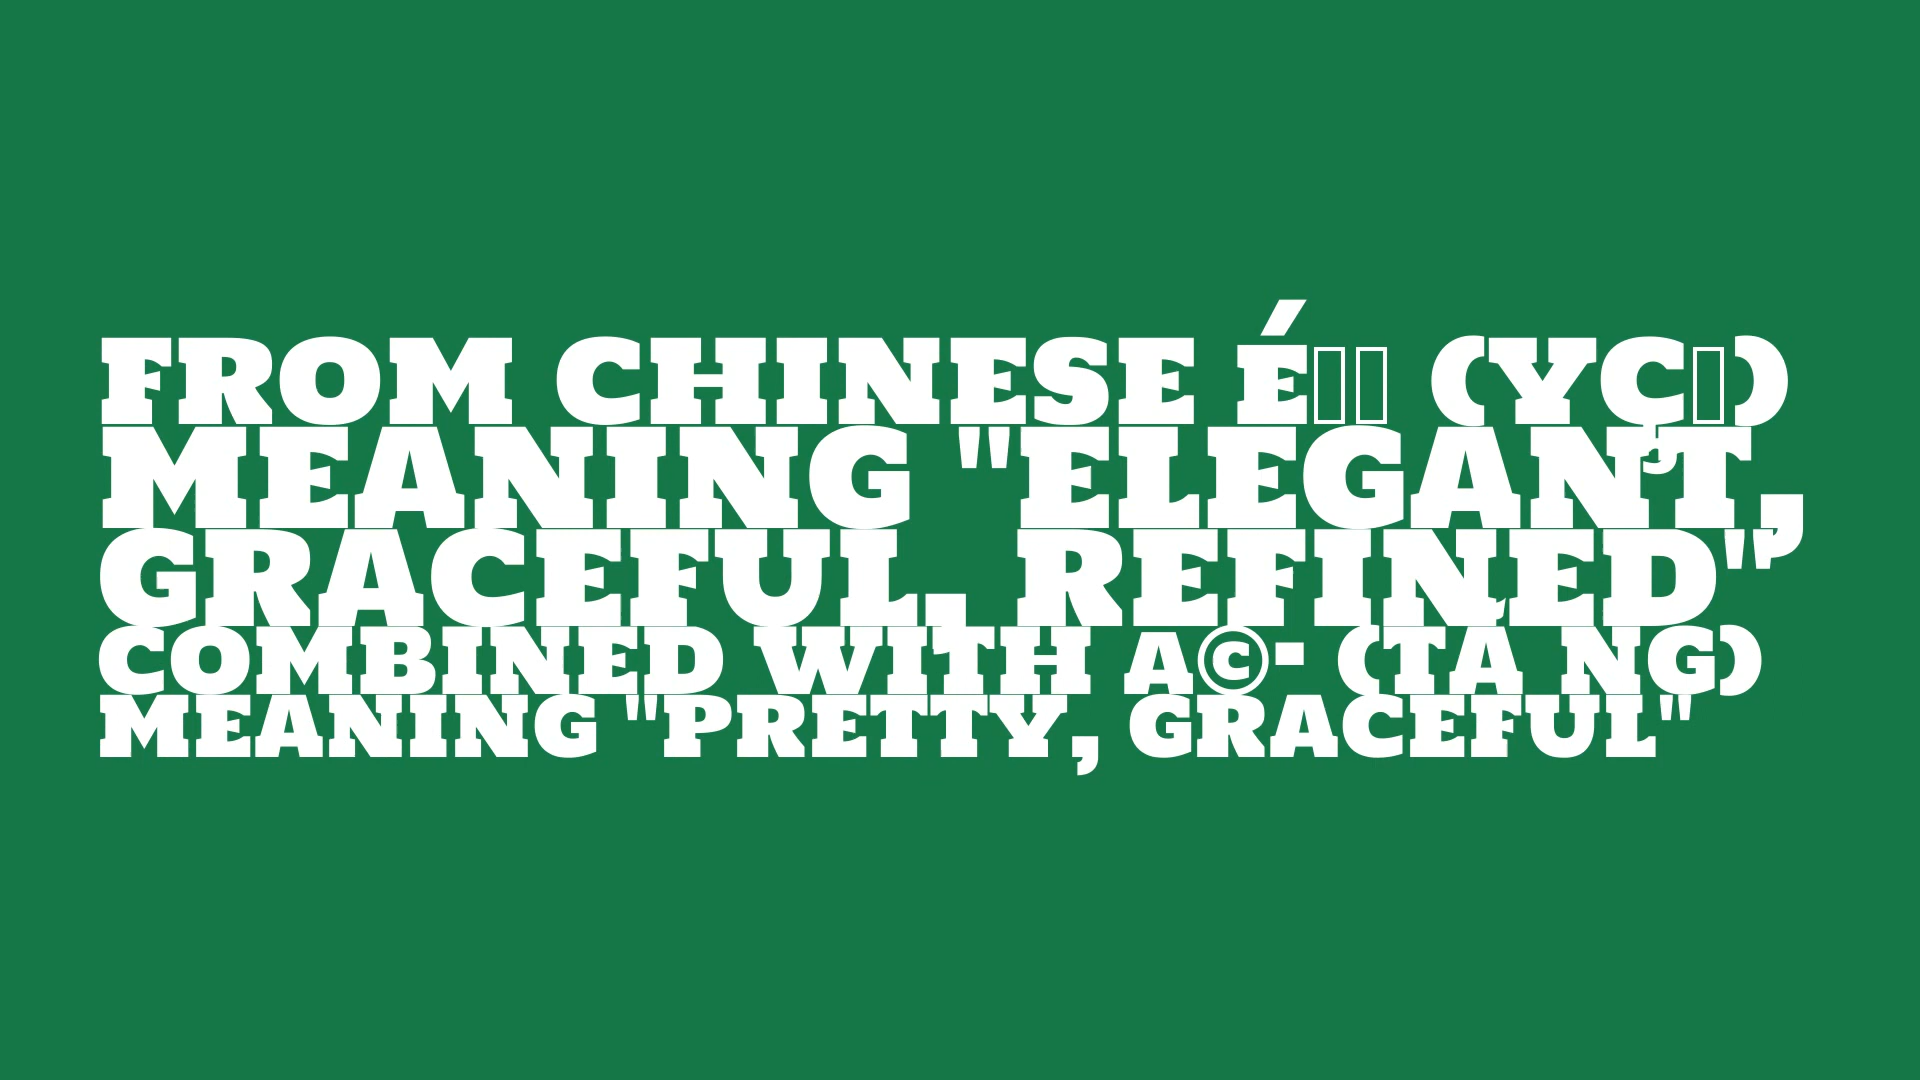 FROM CHINESE É▯▯ (YÇ▯)
MEANING "ELEGANT,
GRACEFUL, REFINED"
COMBINED WITH A©· (TA NG)
MEANING "PRETTY, GRACEFUL"